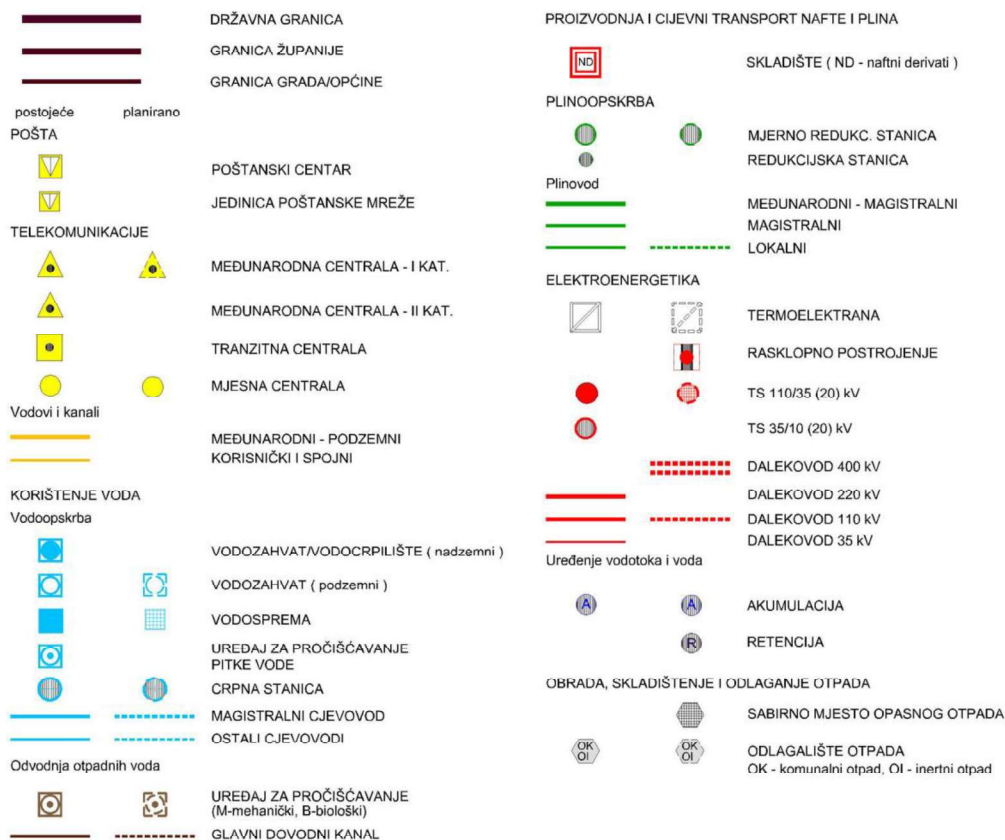 DRŽAVNA GRANICA
GRANICA ŽUPANIJE
GRANICA GRADA/OPĆINE
postojeće planirano
POŠTA
POŠTANSKI CENTAR
JEDINICA POŠTANSKE MREŽE
TELEKOMUNIKACIJE
MEĐUNARODNA CENTRALA - I KAT.
MEĐUNARODNA CENTRALA - II KAT.
TRANZITNA CENTRALA
MJESNA CENTRALA
Vodovi i kanali
MEĐUNARODNI - PODZEMNI
KORISNIČKI I SPOJNI
KORIŠTENJE VODA
Vodoopskrba
VODOZAHVAT/VODOCRPILIŠTE ( nadzemni )
VODOZAHVAT ( podzemni )
VODOSPREMA
UREĐAJ ZA PROČIŠĆAVANJE
PITKE VODE
CRPNA STANICA
MAGISTRALNI CJEVOVOD
OSTALI CJEVOVODI
Odvodnja otpadnih voda
UREĐAJ ZA PROČIŠĆAVANJE
(M-mehanički, B-biološki)
GLAVNI DOVODNI KANAL
PROIZVODNJA I CIJEVNI TRANSPORT NAFTE I PLINA
ND
SKLADIŠTE ( ND - naftni derivati )
PLINOOPSKRBA
MJERNO REDUKC. STANICA
REDUKCIJSKA STANICA
Plinovod
MEĐUNARODNI - MAGISTRALNI
MAGISTRALNI
LOKALNI
ELEKTROENERGETIKA
TERMOELEKTRANA
RASKLOPNO POSTROJENJE
TS 110/35 (20) kV
TS 35/10 (20) kV
DALEKOVOD 400 kV
DALEKOVOD 220 kV
DALEKOVOD 110 kV
DALEKOVOD 35 kV
Uređenje vodotoka i voda
A A AKUMULACIJA
R RETENCIJA
OBRADA, SKLADIŠTENJE I ODLAGANJE OTPADA
SABIRNO MJESTO OPASNOG OTPADA
OK OK
OI OI
ODLAGALIŠTE OTPADA
OK - komunalni otpad, OI - inertni otpad